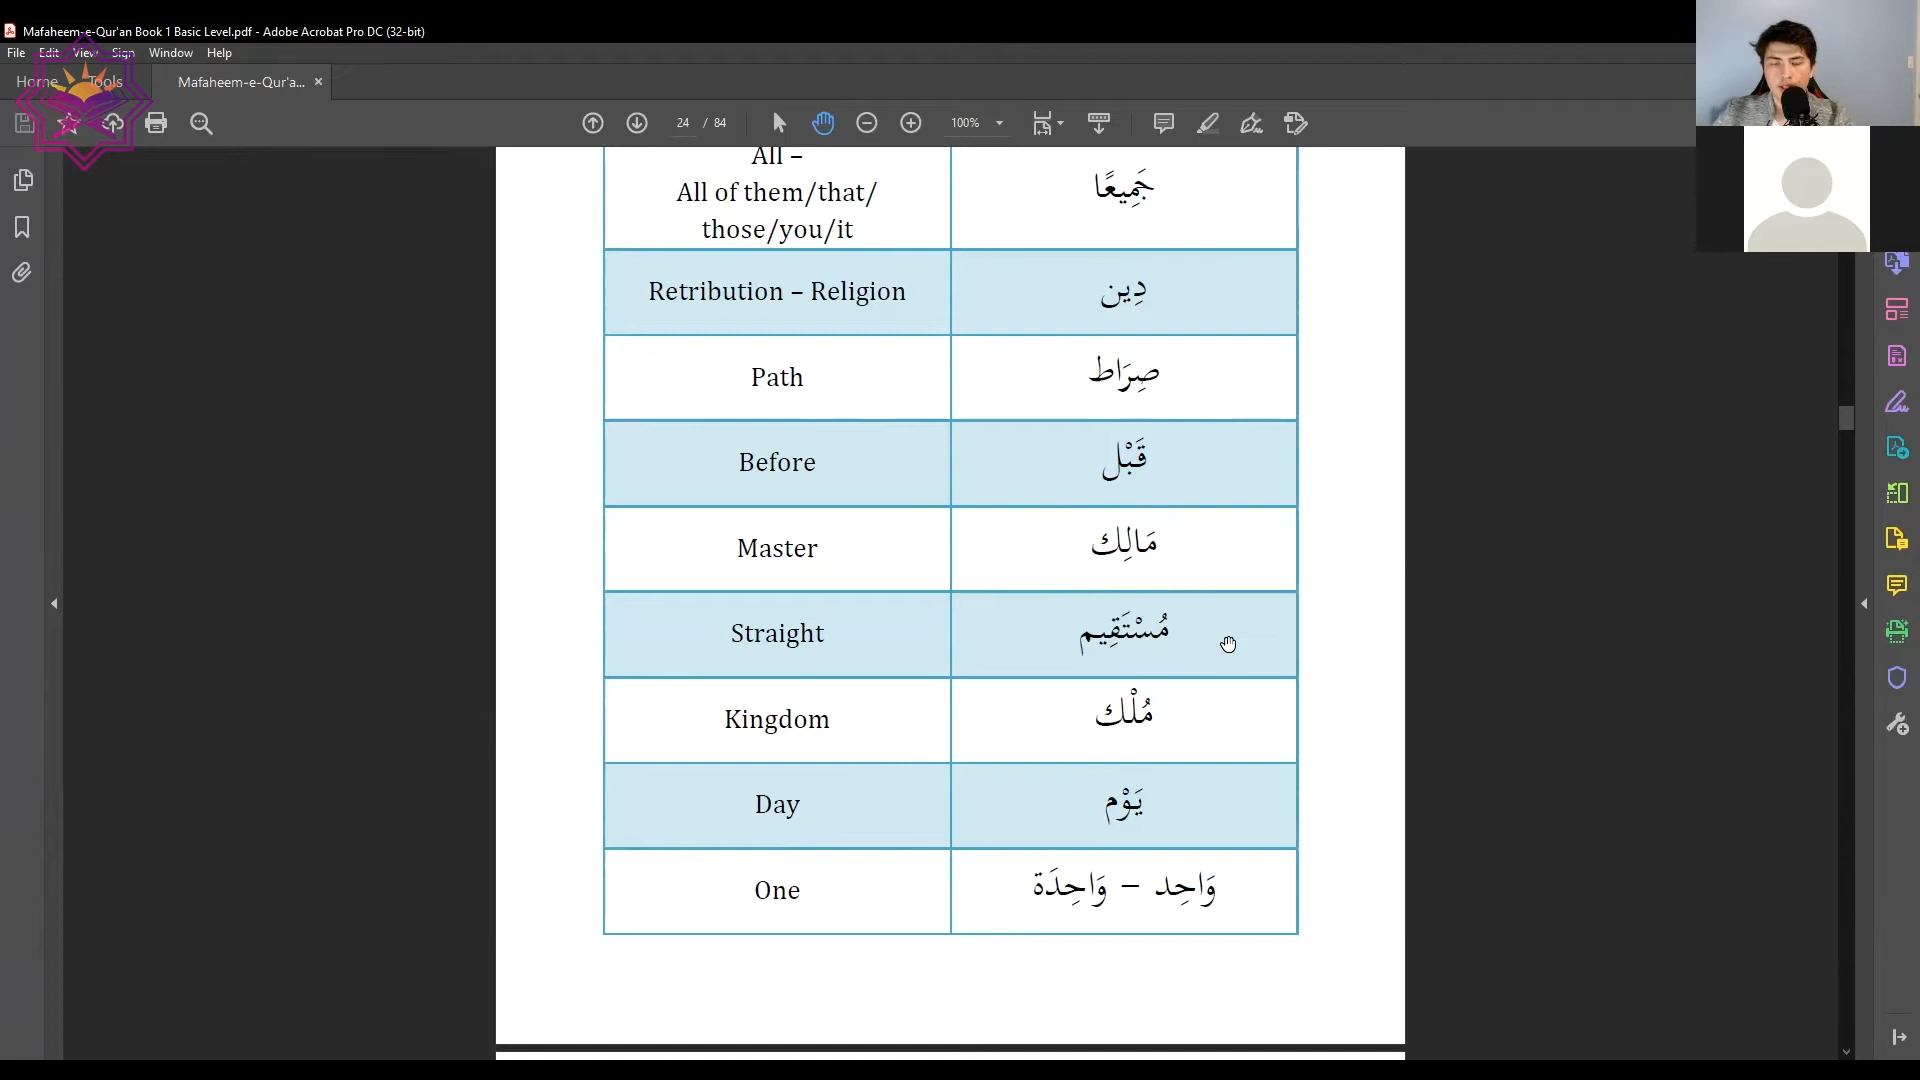 Mafaheem-e-Qur'an Book 1 Basic Level.pdf - Adobe Acrobat Pro DC (32-bit)
File Edit View Sign Window Help
Home Tools Mafaheem-e-Qur'a... ×
24 / 84 100%
All –
All of them/that/
those/you/it
جَمِيعًا
Retribution – Religion
دِين
Path
صِرَاط
Before
قَبْل
Master
مَالِك
Straight
مُسْتَقِيم
Kingdom
مُلْك
Day
يَوْم
One
وَاحِد – وَاحِدَة